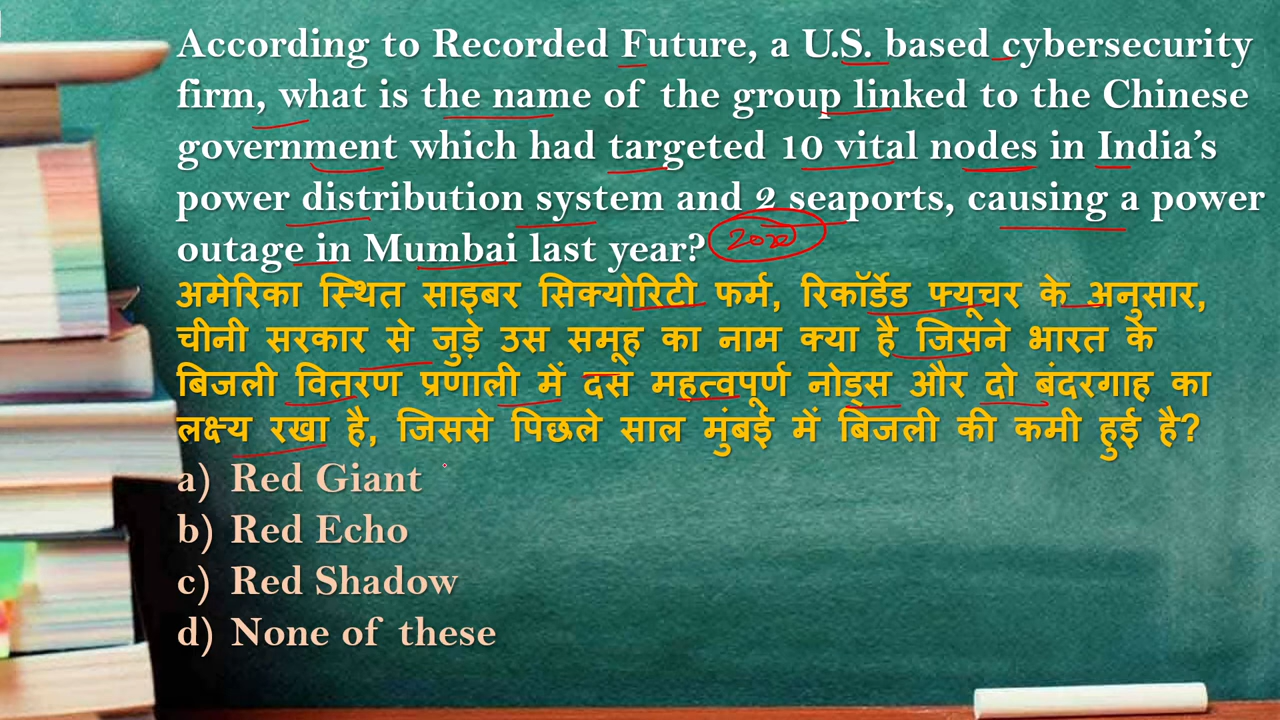 According to Recorded Future, a U.S. based cybersecurity
firm, what is the name of the group linked to the Chinese
government which had targeted 10 vital nodes in India's
power distribution system and 2 seaports, causing a power
outage in Mumbai last year? 2020
अमेरिका स्थित साइबर सिक्योरिटी फर्म, रिकॉर्डेड फ्यूचर के अनुसार,
चीनी सरकार से जुड़े उस समूह का नाम क्या है जिसने भारत के
बिजली वितरण प्रणाली में दस महत्वपूर्ण नोड्स और दो बंदरगाह का
लक्ष्य रखा है, जिससे पिछले साल मुंबई में बिजली की कमी हुई है?
a) Red Giant
b) Red Echo
c) Red Shadow
d) None of these